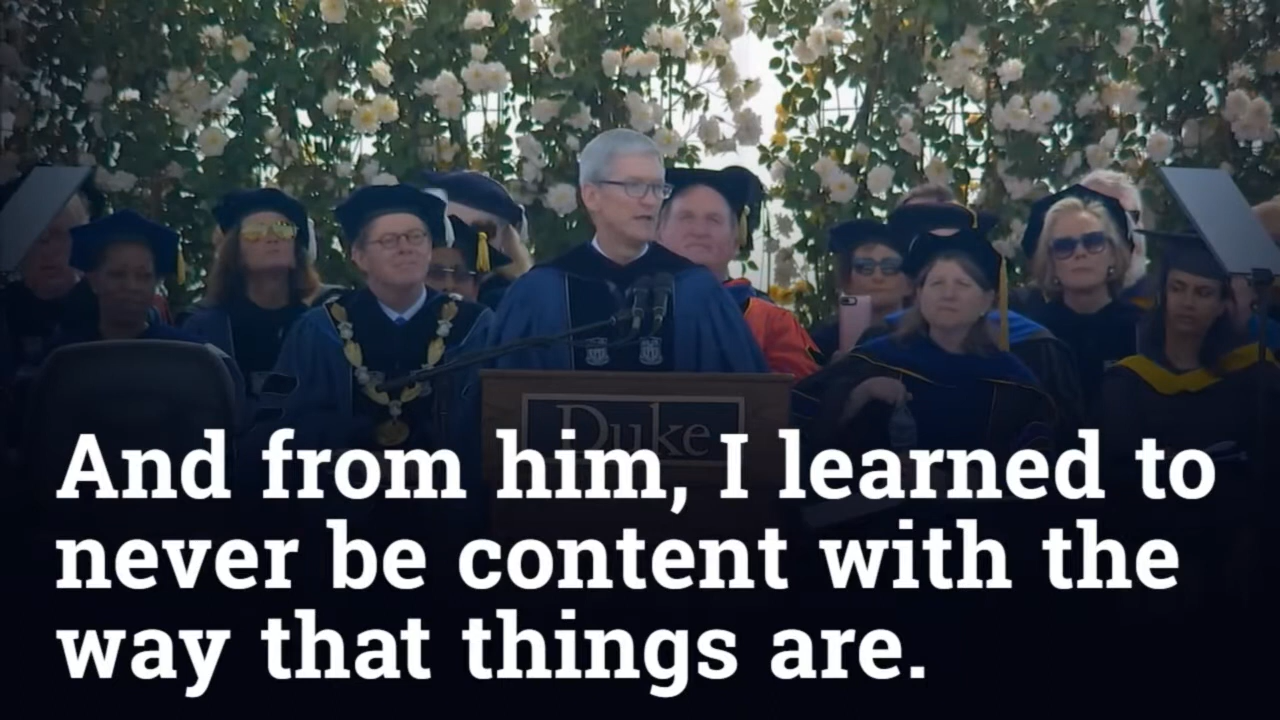 Duke
And from him, I learned to
never be content with the
way that things are.